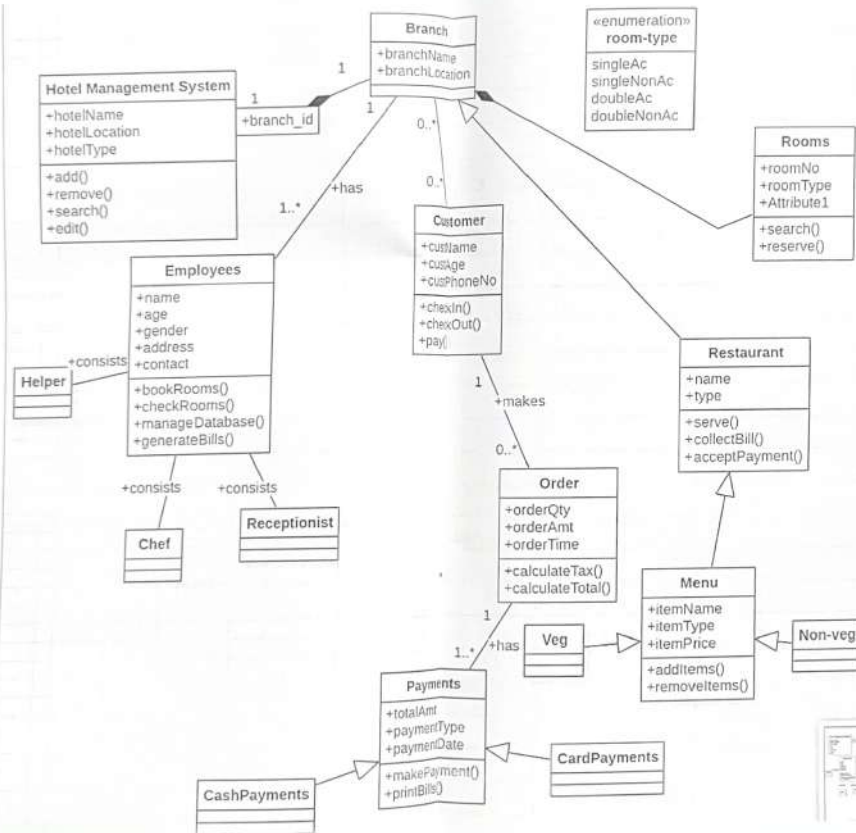 Branch
+branchName
+branchLocation
«enumeration»
room-type
singleAc
singleNonAc
doubleAc
doubleNonAc
Hotel Management System
+hotelName
+hotelLocation
+hotelType
+add()
+remove()
+search()
+edit()
1
+branch_id
1
1
+has
1..*
0..*
0..*
Rooms
+roomNo
+roomType
+Attribute1
+search()
+reserve()
Customer
+cusName
+cusAge
+cusPhoneNo
+chexIn()
+chexOut()
+pay(
Employees
+name
+age
+gender
+address
+contact
+bookRooms()
+checkRooms()
+manageDatabase()
+generateBills()
+consists
Helper
+consists
+consists
Chef
Receptionist
Restaurant
+name
+type
+serve()
+collectBill()
+acceptPayment()
1
+makes
0..*
Order
+orderQty
+orderAmt
+orderTime
+calculateTax()
+calculateTotal()
1
+has
1..*
Menu
+itemName
+itemType
+itemPrice
+addItems()
+removeItems()
Veg
Non-veg
Payments
+totalAmt
+paymentType
+paymentDate
+makePayment()
+printBills()
CashPayments
CardPayments